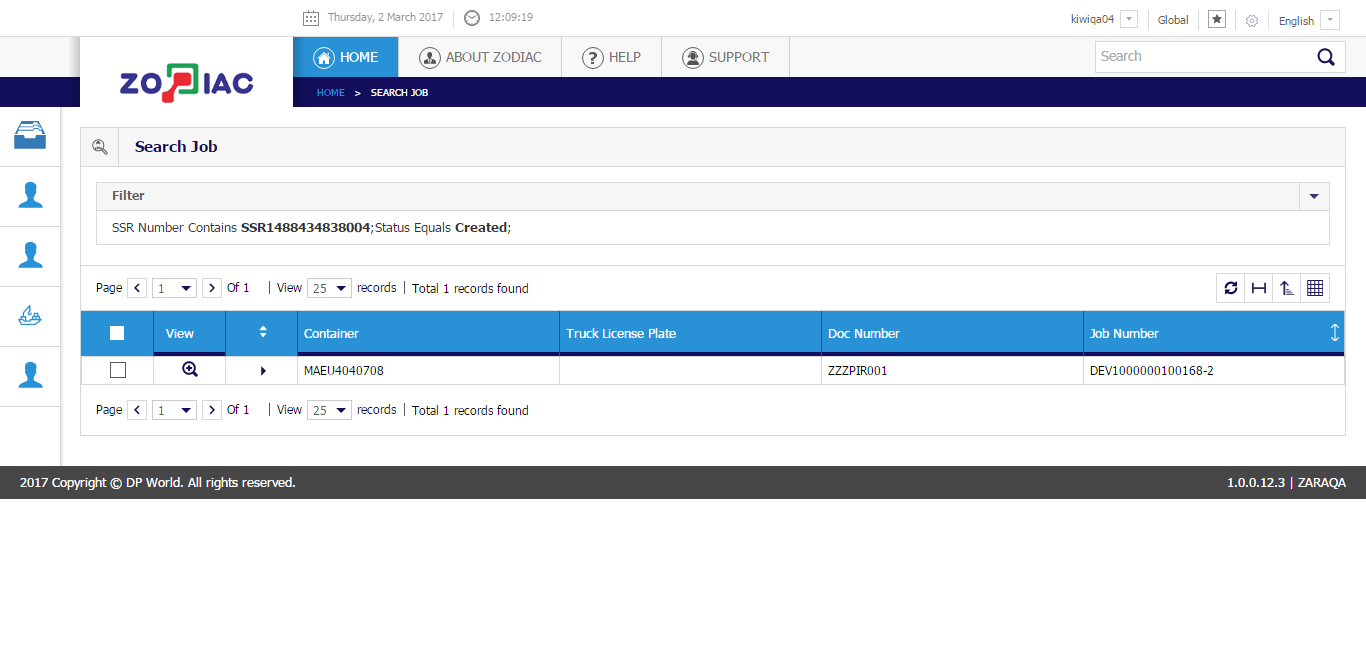 Thursday, 2 March 2017 12:09:19 kiwiqa04 Global English
ZODIAC
HOME ABOUT ZODIAC HELP SUPPORT Search
HOME > SEARCH JOB
Search Job
Filter
SSR Number Contains SSR1488434838004;Status Equals Created;
Page 1 Of 1 | View 25 records | Total 1 records found
View Container Truck License Plate Doc Number Job Number
MAEU4040708 ZZZPIR001 DEV1000000100168-2
Page 1 Of 1 | View 25 records | Total 1 records found
2017 Copyright © DP World. All rights reserved. 1.0.0.12.3 | ZARAQA